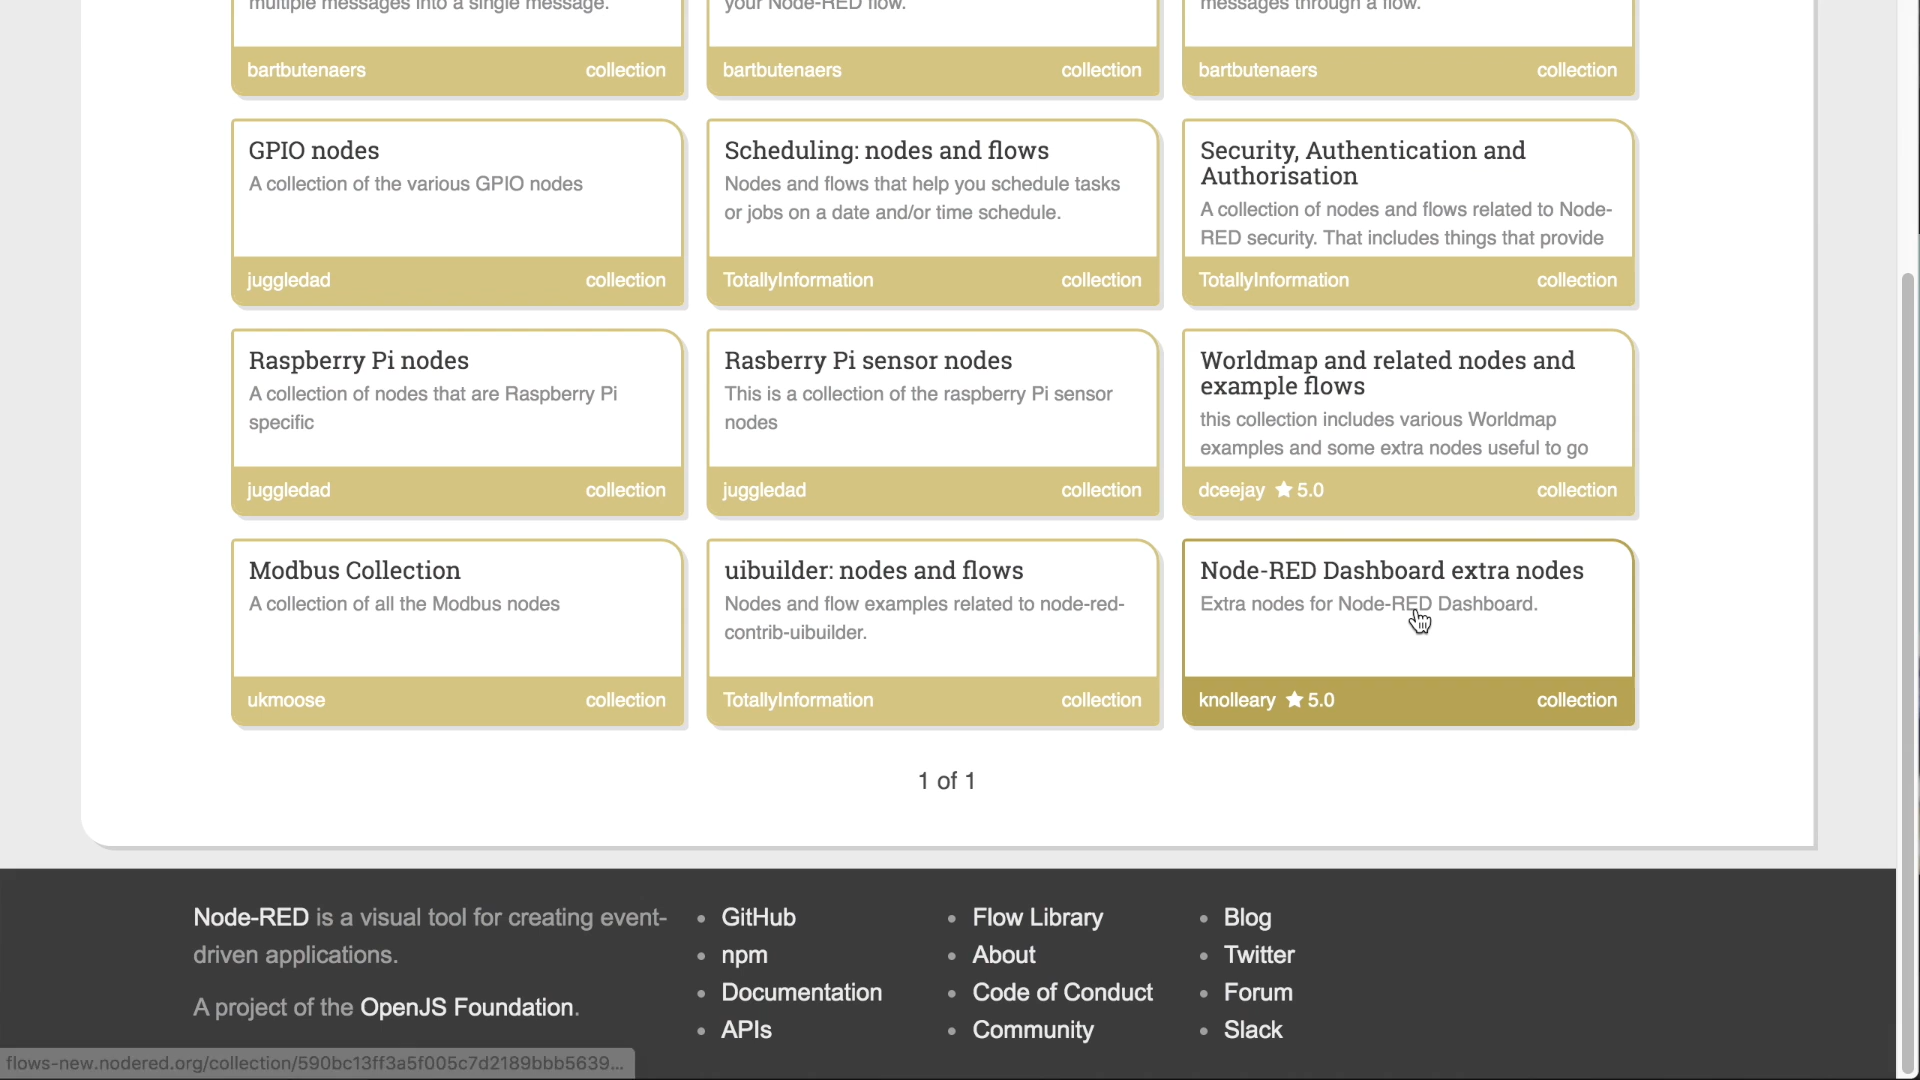 multiple messages into a single message.
your Node-RED flow.
messages through a flow.
bartbutenaers collection
bartbutenaers collection
bartbutenaers collection
GPIO nodes
A collection of the various GPIO nodes
juggledad collection
Scheduling: nodes and flows
Nodes and flows that help you schedule tasks
or jobs on a date and/or time schedule.
TotallyInformation collection
Security, Authentication and
Authorisation
A collection of nodes and flows related to Node-
RED security. That includes things that provide
TotallyInformation collection
Raspberry Pi nodes
A collection of nodes that are Raspberry Pi
specific
juggledad collection
Rasberry Pi sensor nodes
This is a collection of the raspberry Pi sensor
nodes
juggledad collection
Worldmap and related nodes and
example flows
this collection includes various Worldmap
examples and some extra nodes useful to go
dceejay ★ 5.0 collection
Modbus Collection
A collection of all the Modbus nodes
ukmoose collection
uibuilder: nodes and flows
Nodes and flow examples related to node-red-
contrib-uibuilder.
TotallyInformation collection
Node-RED Dashboard extra nodes
Extra nodes for Node-RED Dashboard.
knolleary ★ 5.0 collection
1 of 1
Node-RED is a visual tool for creating event-
driven applications.
A project of the OpenJS Foundation.
• GitHub
• npm
• Documentation
• APIs
• Flow Library
• About
• Code of Conduct
• Community
• Blog
• Twitter
• Forum
• Slack
flows-new.nodered.org/collection/590bc13ff3a5f005c7d2189bbb5639...